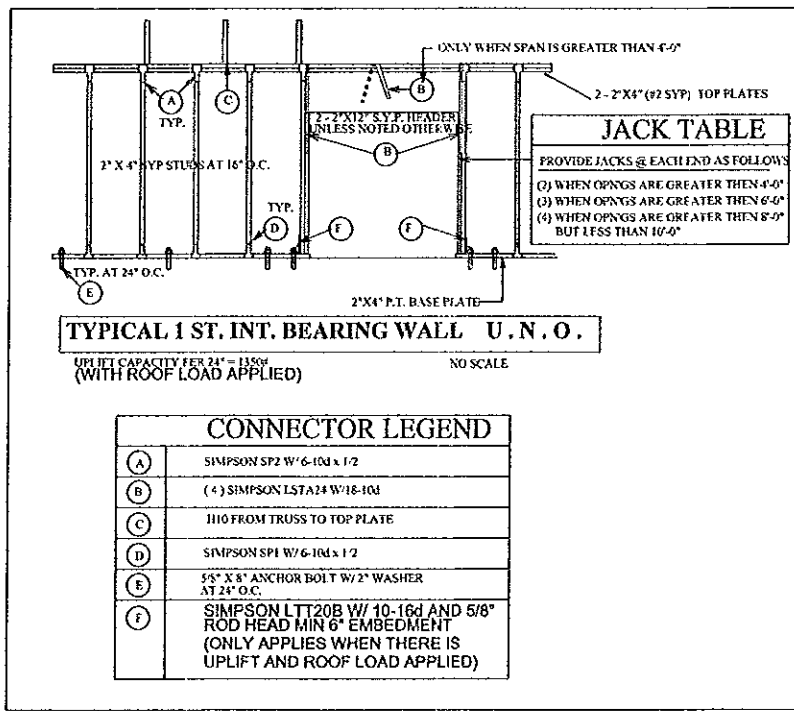 ONLY WHEN SPAN IS GREATER THAN 4'-0"
A
TYP.
C
B
2 - 2"X4" (#2 SYP) TOP PLATES
2 - 2"X12" S.Y.P. HEADER
UNLESS NOTED OTHERWISE
B
2" X 4" SYP STUDS AT 16" O.C.
JACK TABLE
PROVIDE JACKS @ EACH END AS FOLLOWS
(2) WHEN OPNGS ARE GREATER THEN 4'-0"
(3) WHEN OPNGS ARE GREATER THEN 6'-0"
(4) WHEN OPNGS ARE GREATER THEN 8'-0"
BUT LESS THAN 10'-0"
TYP.
D
F
F
TYP. AT 24" O.C.
E
2"X4" P.T. BASE PLATE
TYPICAL 1 ST. INT. BEARING WALL U.N.O.
UPLIFT CAPACITY PER 24" = 1350#
NO SCALE
(WITH ROOF LOAD APPLIED)
CONNECTOR LEGEND
A SIMPSON SP2 W/ 6-10d x 1/2
B ( 4 ) SIMPSON LSTA24 W/18-10d
C H10 FROM TRUSS TO TOP PLATE
D SIMPSON SP1 W/ 6-10d x 1/2
E 5/8" X 8" ANCHOR BOLT W/ 2" WASHER
AT 24" O.C.
F SIMPSON LTT20B W/ 10-16d AND 5/8"
ROD HEAD MIN 6" EMBEDMENT
(ONLY APPLIES WHEN THERE IS
UPLIFT AND ROOF LOAD APPLIED)